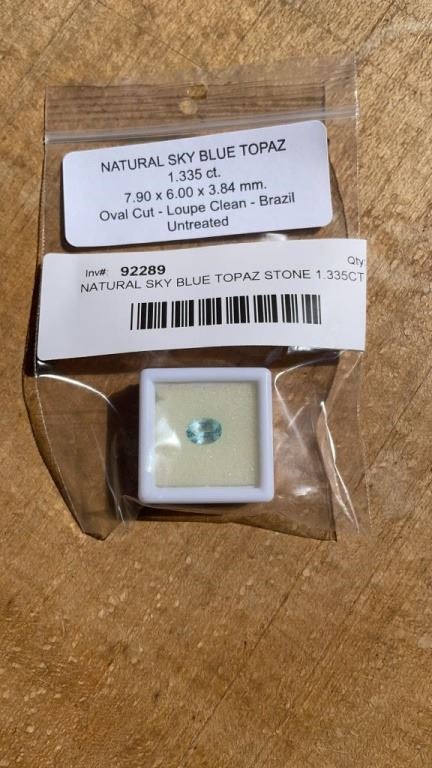 NATURAL SKY BLUE TOPAZ
1.335 ct.
7.90 x 6.00 x 3.84 mm.
Oval Cut - Loupe Clean - Brazil
Untreated
Inv#: 92289 Qty:
NATURAL SKY BLUE TOPAZ STONE 1.335CT